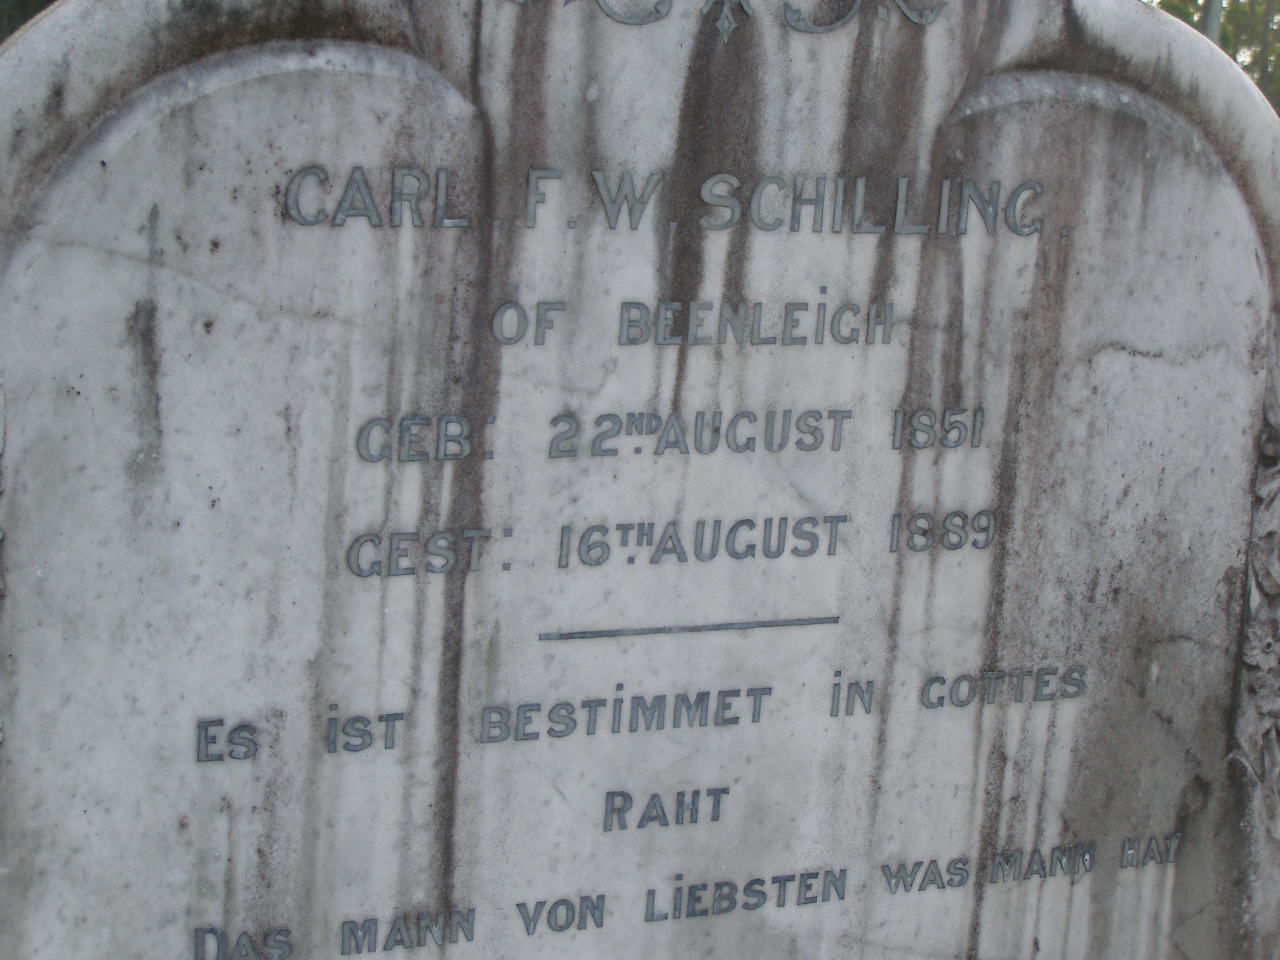 CARL. F. W. SCHILLING.
OF BEENLEIGH
GEB: 22ND. AUGUST 1851
GEST: 16TH. AUGUST 1889
ES IST BESTIMMET IN GOTTES
RAHT
DAS MANN VON LIEBSTEN WAS MANN HAT